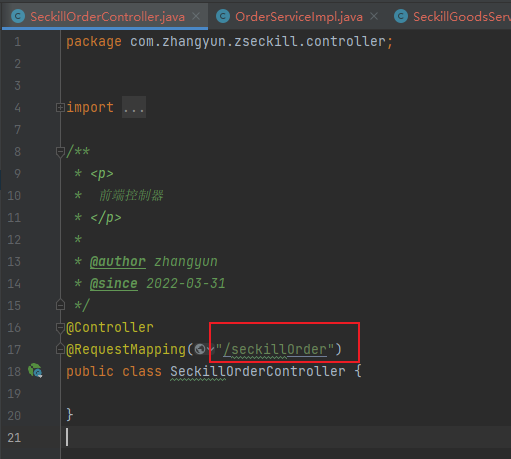 SeckillOrderController.java × OrderServiceImpl.java × SeckillGoodsServ
1 package com.zhangyun.zseckill.controller;
2
3
4 import ...
7
8 /**
9 * <p>
10 * 前端控制器
11 * </p>
12 *
13 * @author zhangyun
14 * @since 2022-03-31
15 */
16 @Controller
17 @RequestMapping("/seckillOrder")
18 public class SeckillOrderController {
19
20 }
21